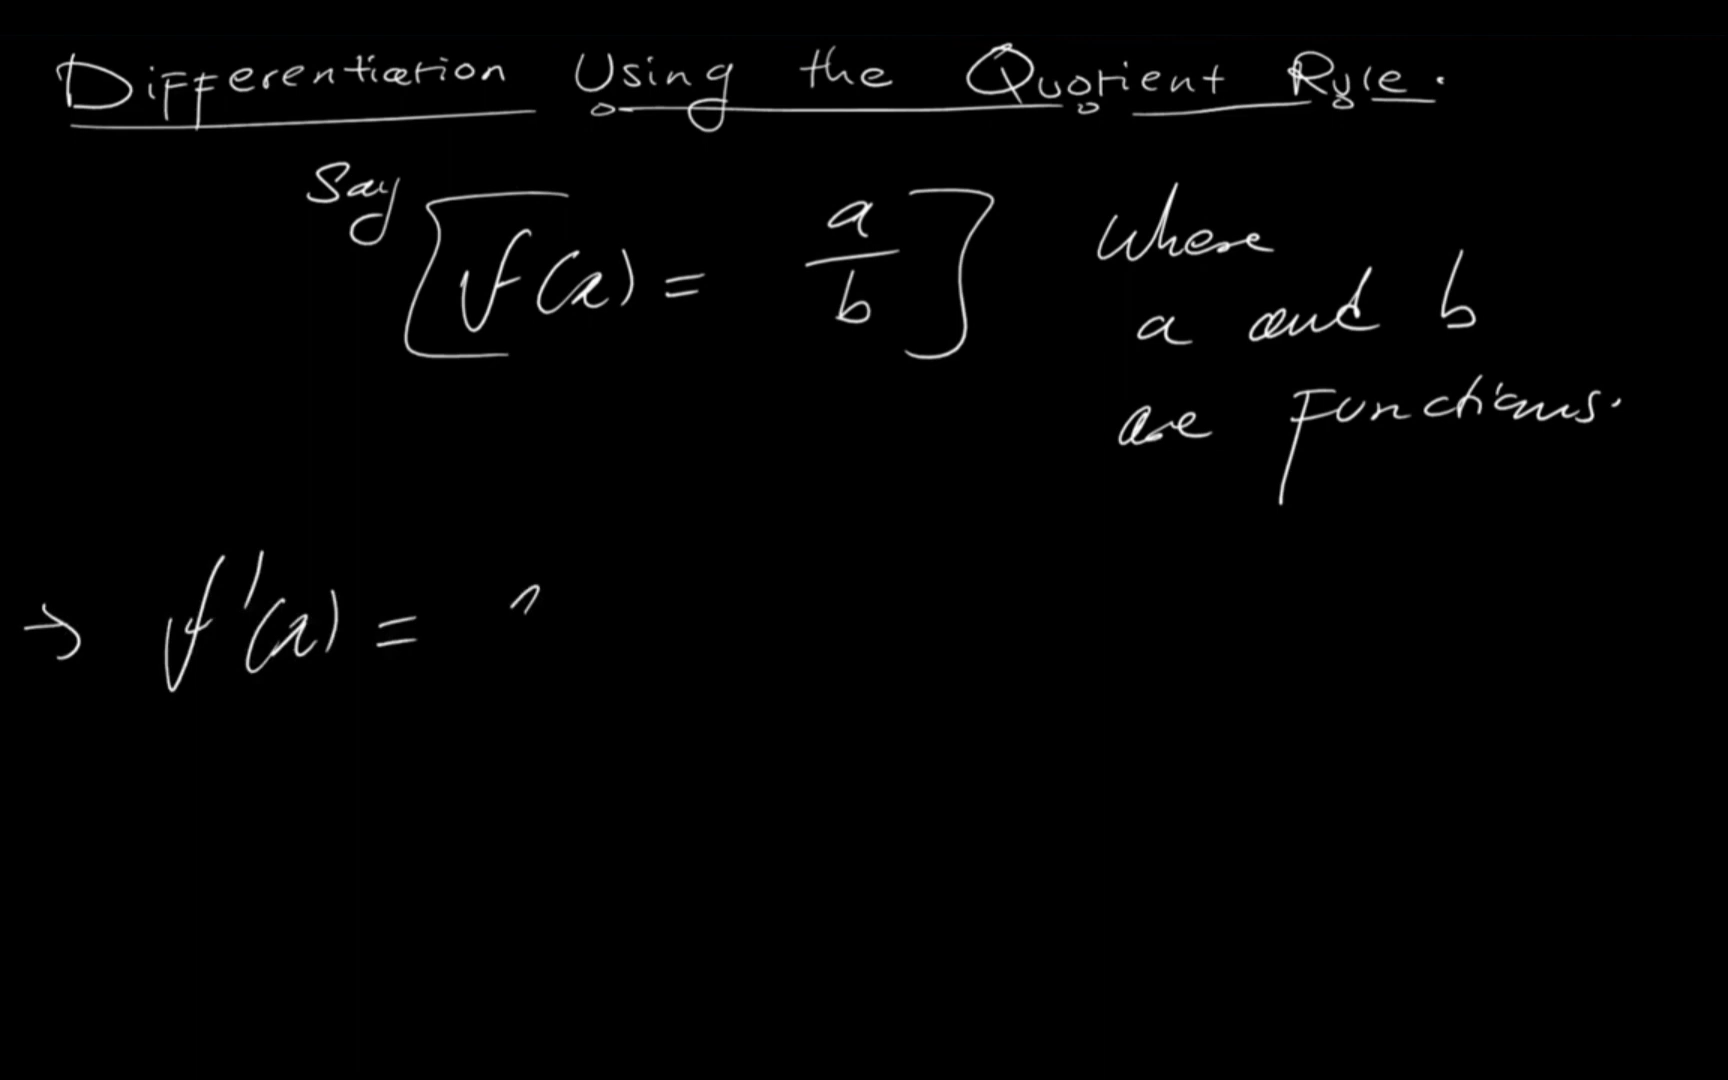 Differentiation Using the Quotient Rule.
Say [f(x) = a/b] where
a and b
are Functions.
→ f'(x) =